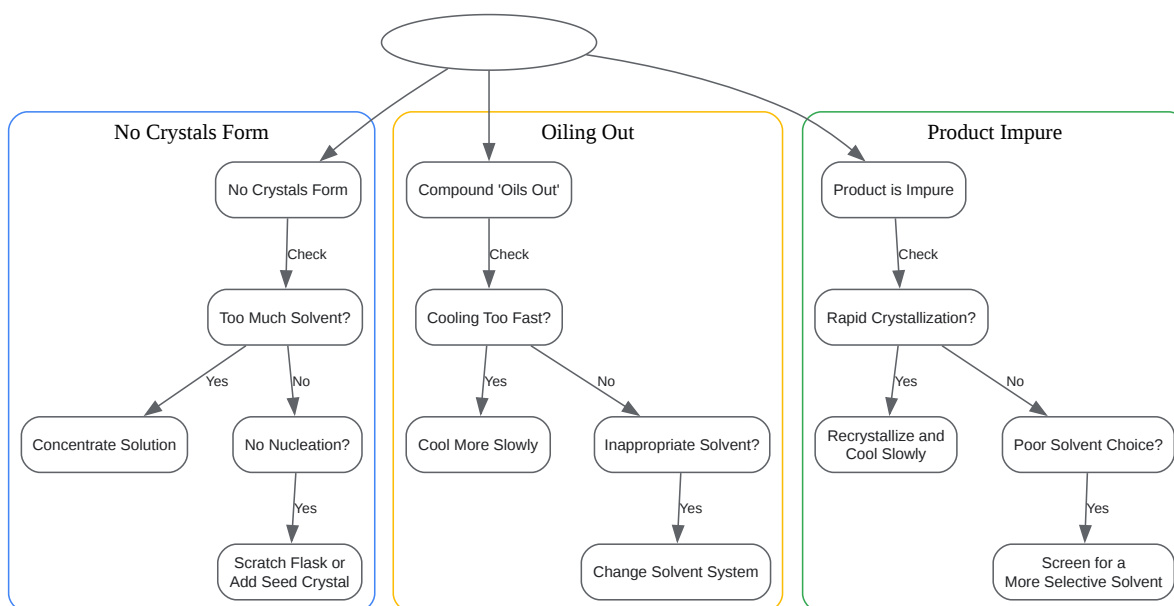 No Crystals Form
Oiling Out
Product Impure
No Crystals Form
Compound 'Oils Out'
Product is Impure
Check
Check
Check
Too Much Solvent?
Cooling Too Fast?
Rapid Crystallization?
Yes
No
Yes
No
Yes
No
Concentrate Solution
No Nucleation?
Cool More Slowly
Inappropriate Solvent?
Recrystallize and
Cool Slowly
Poor Solvent Choice?
Yes
Yes
Yes
Scratch Flask or
Add Seed Crystal
Change Solvent System
Screen for a
More Selective Solvent